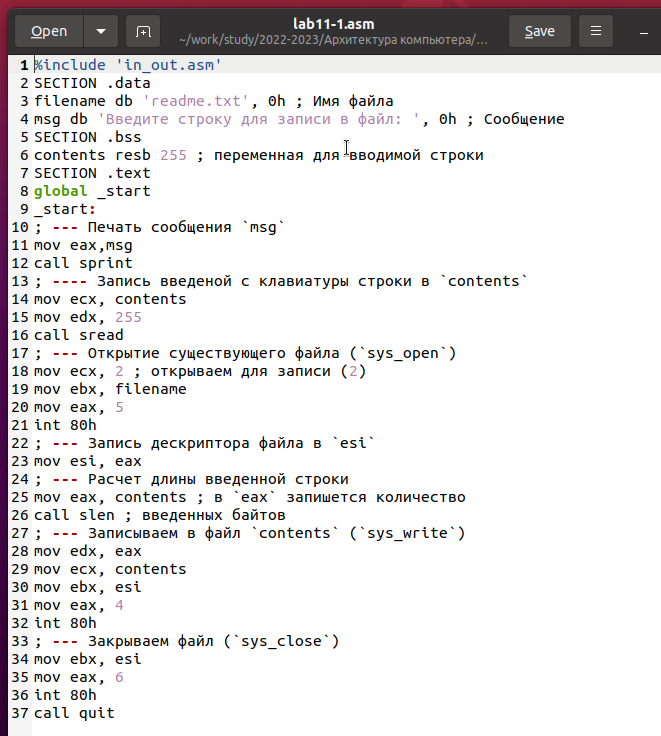 Open
lab11-1.asm
~/work/study/2022-2023/Архитектура компьютера/…
Save
1 %include 'in_out.asm'
2 SECTION .data
3 filename db 'readme.txt', 0h ; Имя файла
4 msg db 'Введите строку для записи в файл: ', 0h ; Сообщение
5 SECTION .bss
6 contents resb 255 ; переменная для вводимой строки
7 SECTION .text
8 global _start
9 _start:
10 ; --- Печать сообщения `msg`
11 mov eax,msg
12 call sprint
13 ; ---- Запись введеной с клавиатуры строки в `contents`
14 mov ecx, contents
15 mov edx, 255
16 call sread
17 ; --- Открытие существующего файла (`sys_open`)
18 mov ecx, 2 ; открываем для записи (2)
19 mov ebx, filename
20 mov eax, 5
21 int 80h
22 ; --- Запись дескриптора файла в `esi`
23 mov esi, eax
24 ; --- Расчет длины введенной строки
25 mov eax, contents ; в `eax` запишется количество
26 call slen ; введенных байтов
27 ; --- Записываем в файл `contents` (`sys_write`)
28 mov edx, eax
29 mov ecx, contents
30 mov ebx, esi
31 mov eax, 4
32 int 80h
33 ; --- Закрываем файл (`sys_close`)
34 mov ebx, esi
35 mov eax, 6
36 int 80h
37 call quit